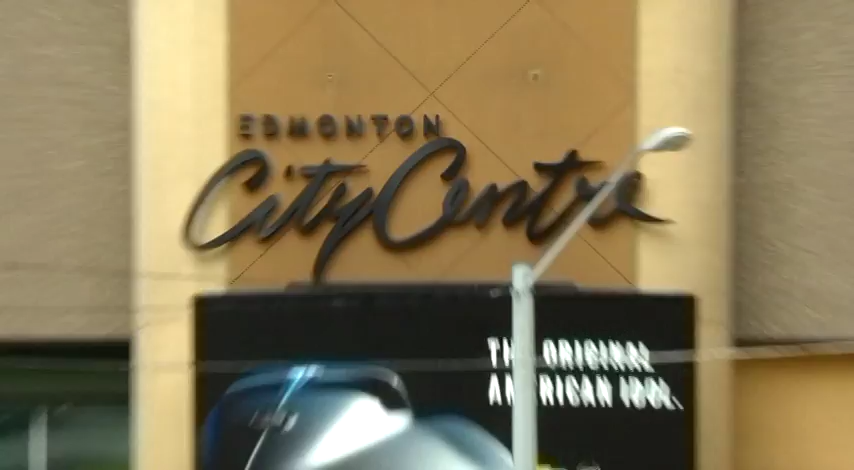 EDMONTON
City Centre
THE ORIGINAL
AMERICAN IDOL.